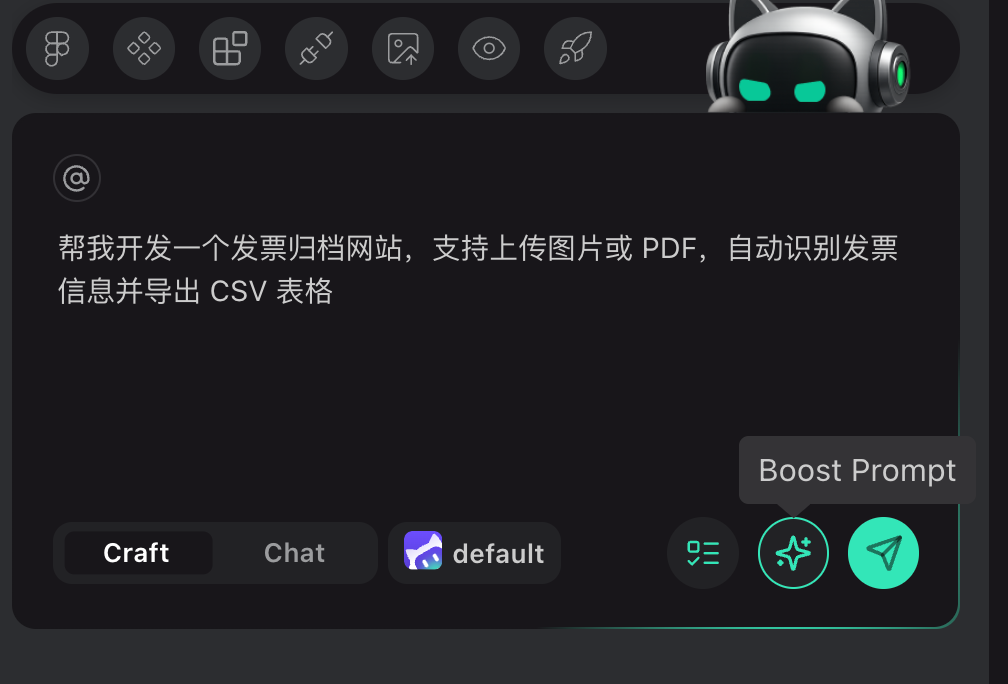 @
帮我开发一个发票归档网站，支持上传图片或 PDF，自动识别发票
信息并导出 CSV 表格
Boost Prompt
Craft
Chat
default